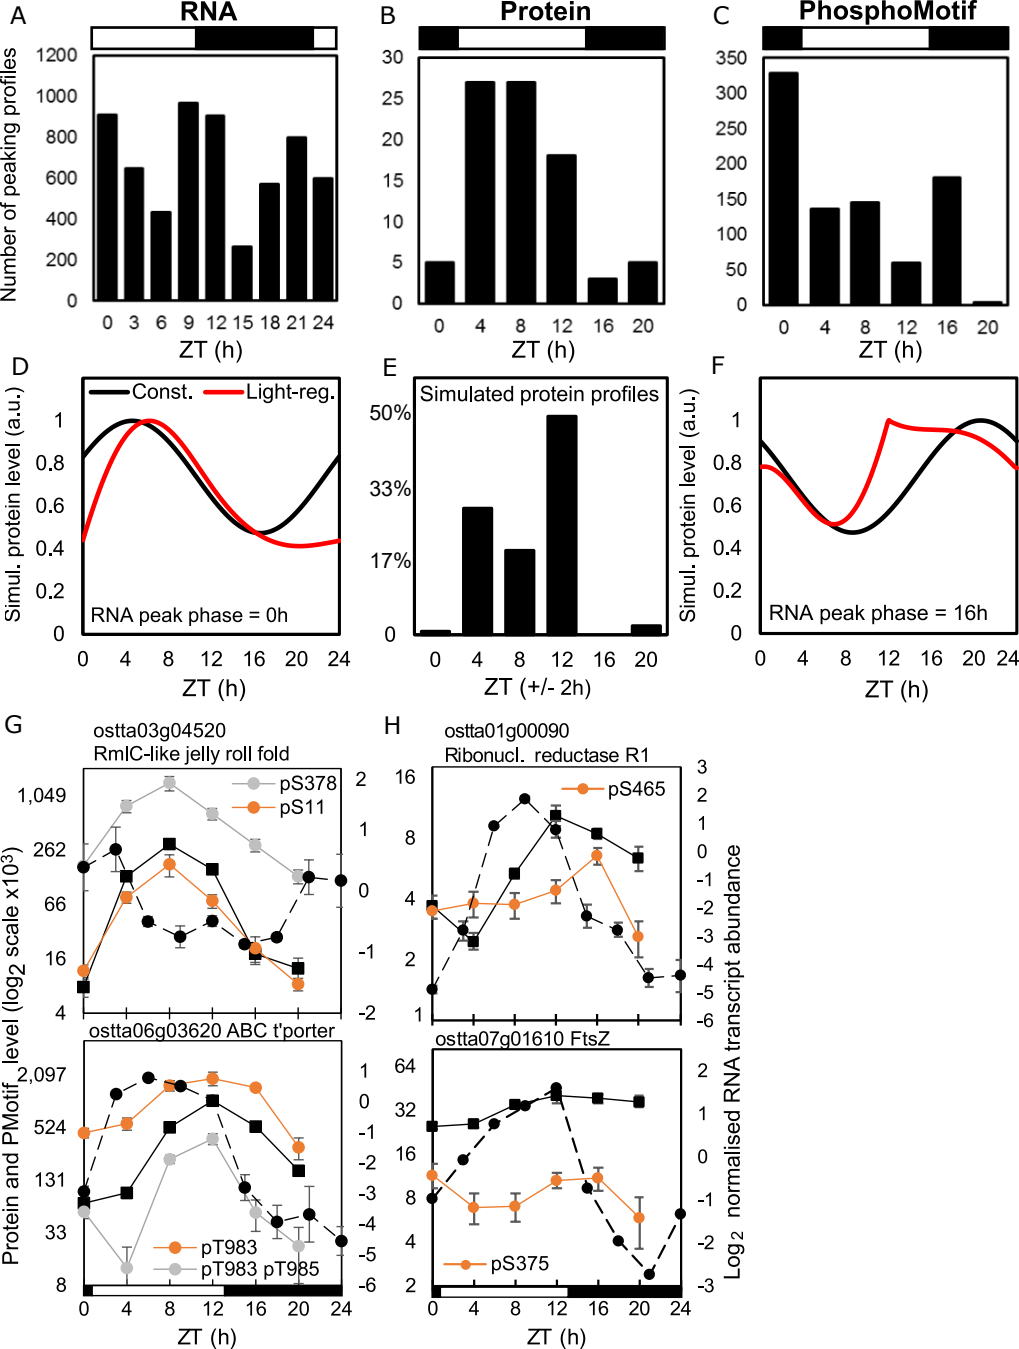 A RNA
B Protein
C PhosphoMotif
Number of peaking profiles
1200
1000
800
600
400
200
0
0 3 6 9 12 15 18 21 24
ZT (h)
30
25
20
15
10
5
0
0 4 8 12 16 20
ZT (h)
350
300
250
200
150
100
50
0
0 4 8 12 16 20
ZT (h)
D
Simul. protein level (a.u.)
Const. Light-reg.
1
0.8
0.6
0.4
0.2
0
RNA peak phase = 0h
0 4 8 12 16 20 24
ZT (h)
E
Simulated protein profiles
50%
33%
17%
0
0 4 8 12 16 20
ZT (+/- 2h)
F
Simul. protein level (a.u.)
1
0.8
0.6
0.4
0.2
0
RNA peak phase = 16h
0 4 8 12 16 20 24
ZT (h)
G
ostta03g04520
RmlC-like jelly roll fold
pS378
pS11
1,049
262
66
16
4
2
1
0
-1
-2
Protein and PMotif level (log2 scale x10³)
ostta06g03620 ABC t'porter
2,097
524
131
33
8
1
0
-1
-2
-3
-4
-5
-6
pT983
pT983 pT985
0 4 8 12 16 20 24
ZT (h)
H
ostta01g00090
Ribonucl. reductase R1
pS465
16
8
4
2
1
3
2
1
0
-1
-2
-3
-4
-5
-6
Log2 normalised RNA transcript abundance
ostta07g01610 FtsZ
64
32
16
8
4
2
2
1
0
-1
-2
-3
pS375
0 4 8 12 16 20 24
ZT (h)